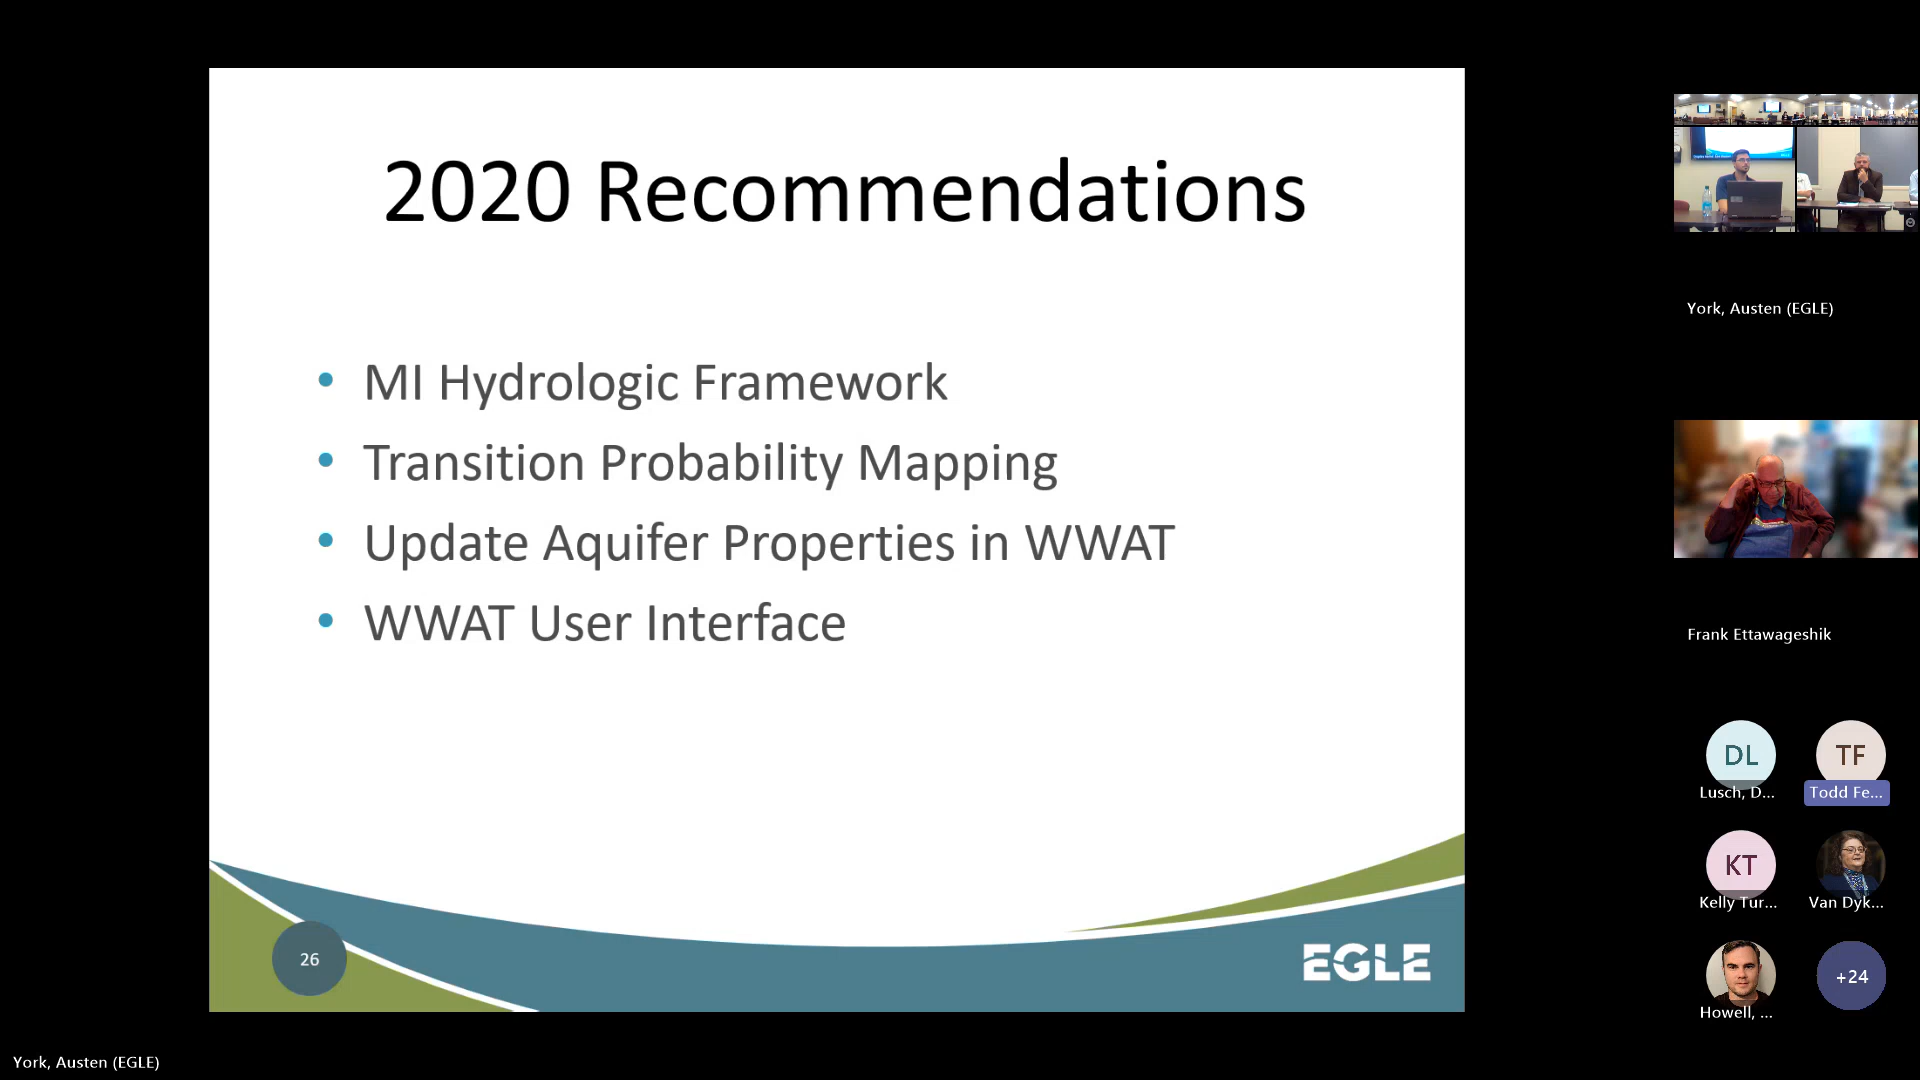 2020 Recommendations
• MI Hydrologic Framework
• Transition Probability Mapping
• Update Aquifer Properties in WWAT
• WWAT User Interface
26
EGLE
York, Austen (EGLE)
Frank Ettawageshik
DL
Lusch, D...
TF
Todd Fe...
KT
Kelly Tur...
Van Dyk...
Howell, ...
+24
York, Austen (EGLE)